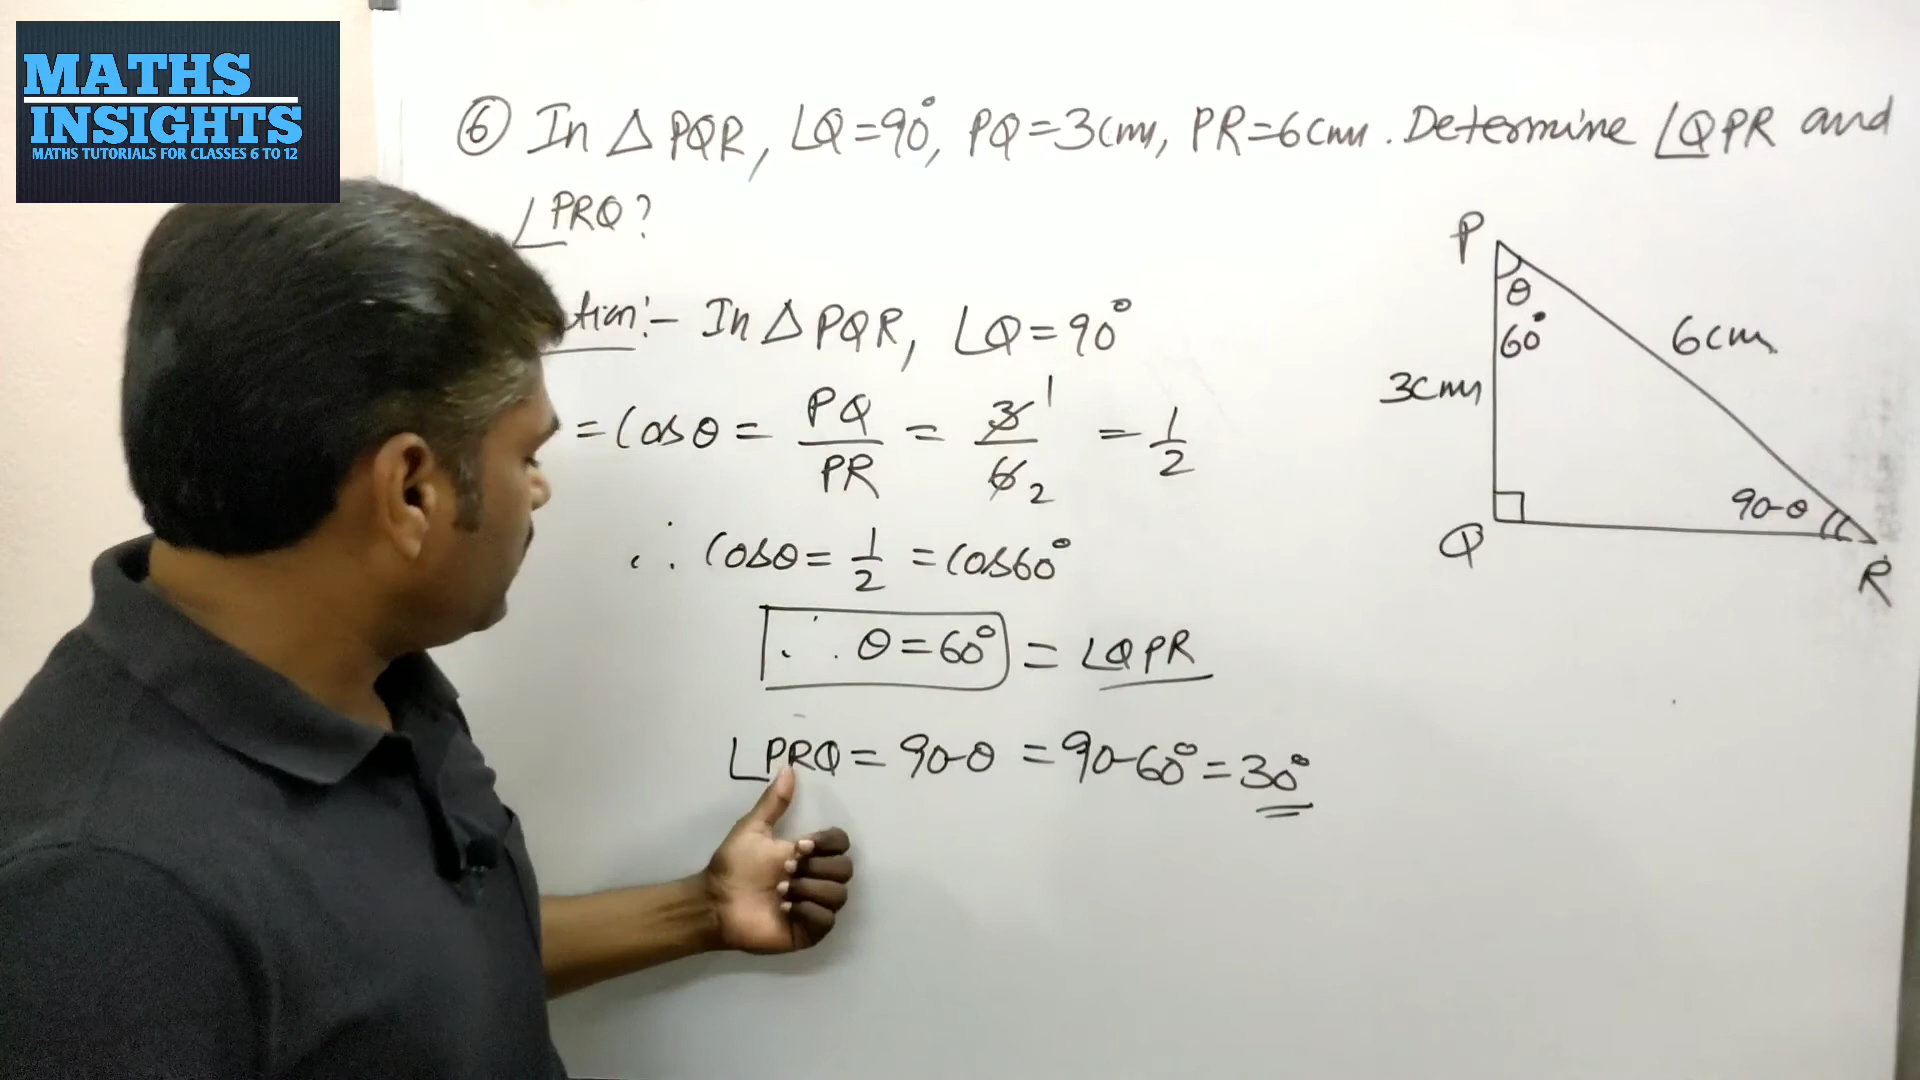 MATHS
INSIGHTS
MATHS TUTORIALS FOR CLASSES 6 TO 12
⑥ In △ PQR, ∠Q=90°, PQ=3cm, PR=6cm. Determine ∠QPR and
∠PRQ?
tion:- In △PQR, ∠Q=90°
= Cosθ = PQ/PR = 3/6 1/2 = 1/2
∴ Cosθ = 1/2 = Cos60°
∴ θ = 60° = ∠QPR
∠PRQ = 90-θ = 90-60° = 30°
P
θ
60°
6cm
3cm
90-θ
Q
R